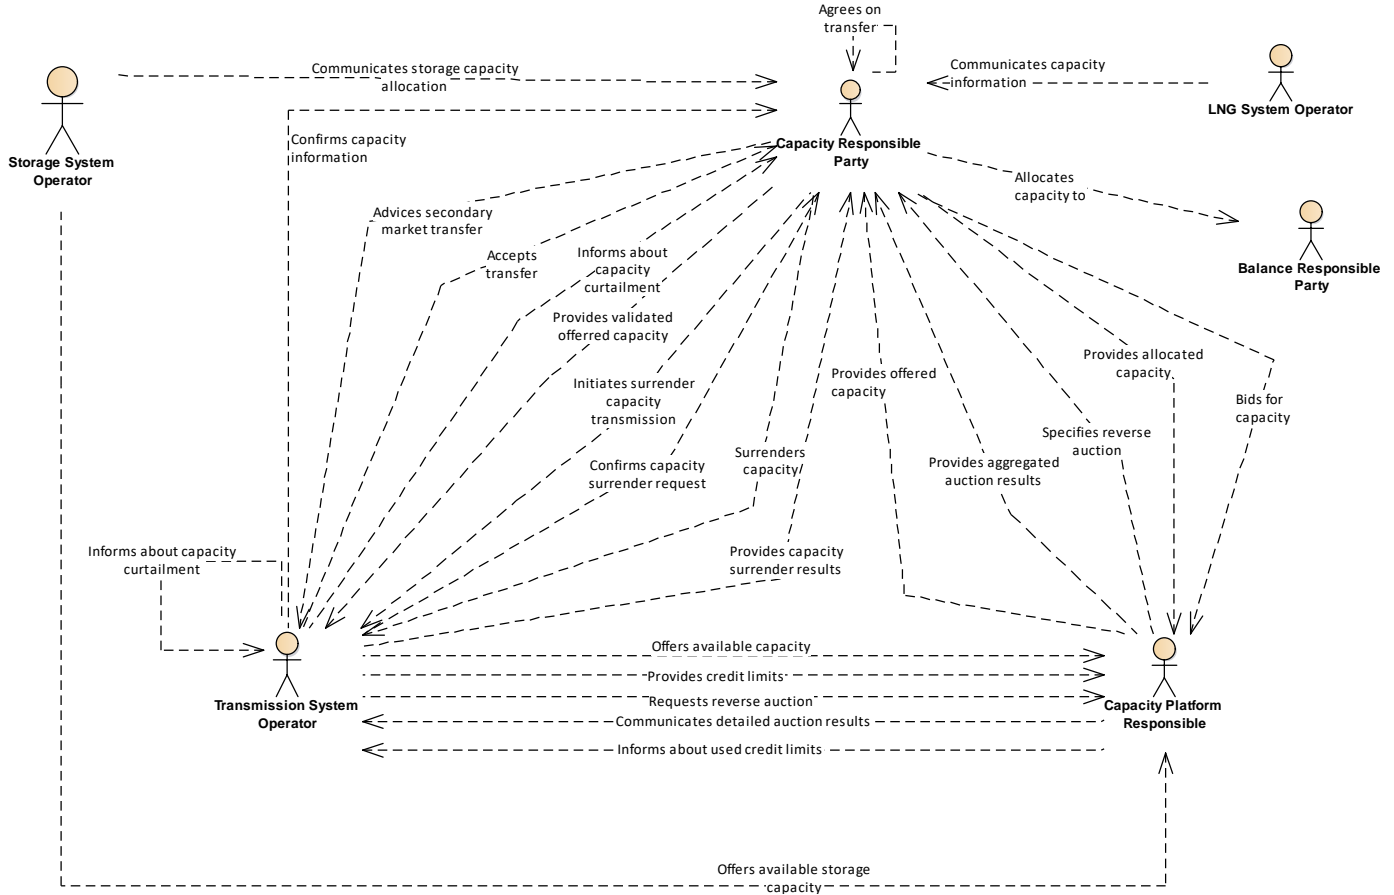 Agrees on
transfer
Communicates storage capacity
allocation
Communicates capacity
information
LNG System Operator
Confirms capacity
information
Capacity Responsible
Party
Storage System
Operator
Allocates
capacity to
Advices secondary
market transfer
Balance Responsible
Party
Accepts
transfer
Informs about
capacity
curtailment
Provides validated
offerred capacity
Provides allocated
capacity
Provides offered
capacity
Initiates surrender
capacity
transmission
Bids for
capacity
Specifies reverse
auction
Surrenders
capacity
Provides aggregated
auction results
Confirms capacity
surrender request
Informs about capacity
curtailment
Provides capacity
surrender results
Offers available capacity
Provides credit limits
Requests reverse auction
Transmission System
Operator
Capacity Platform
Responsible
Communicates detailed auction results
Informs about used credit limits
Offers available storage
capacity